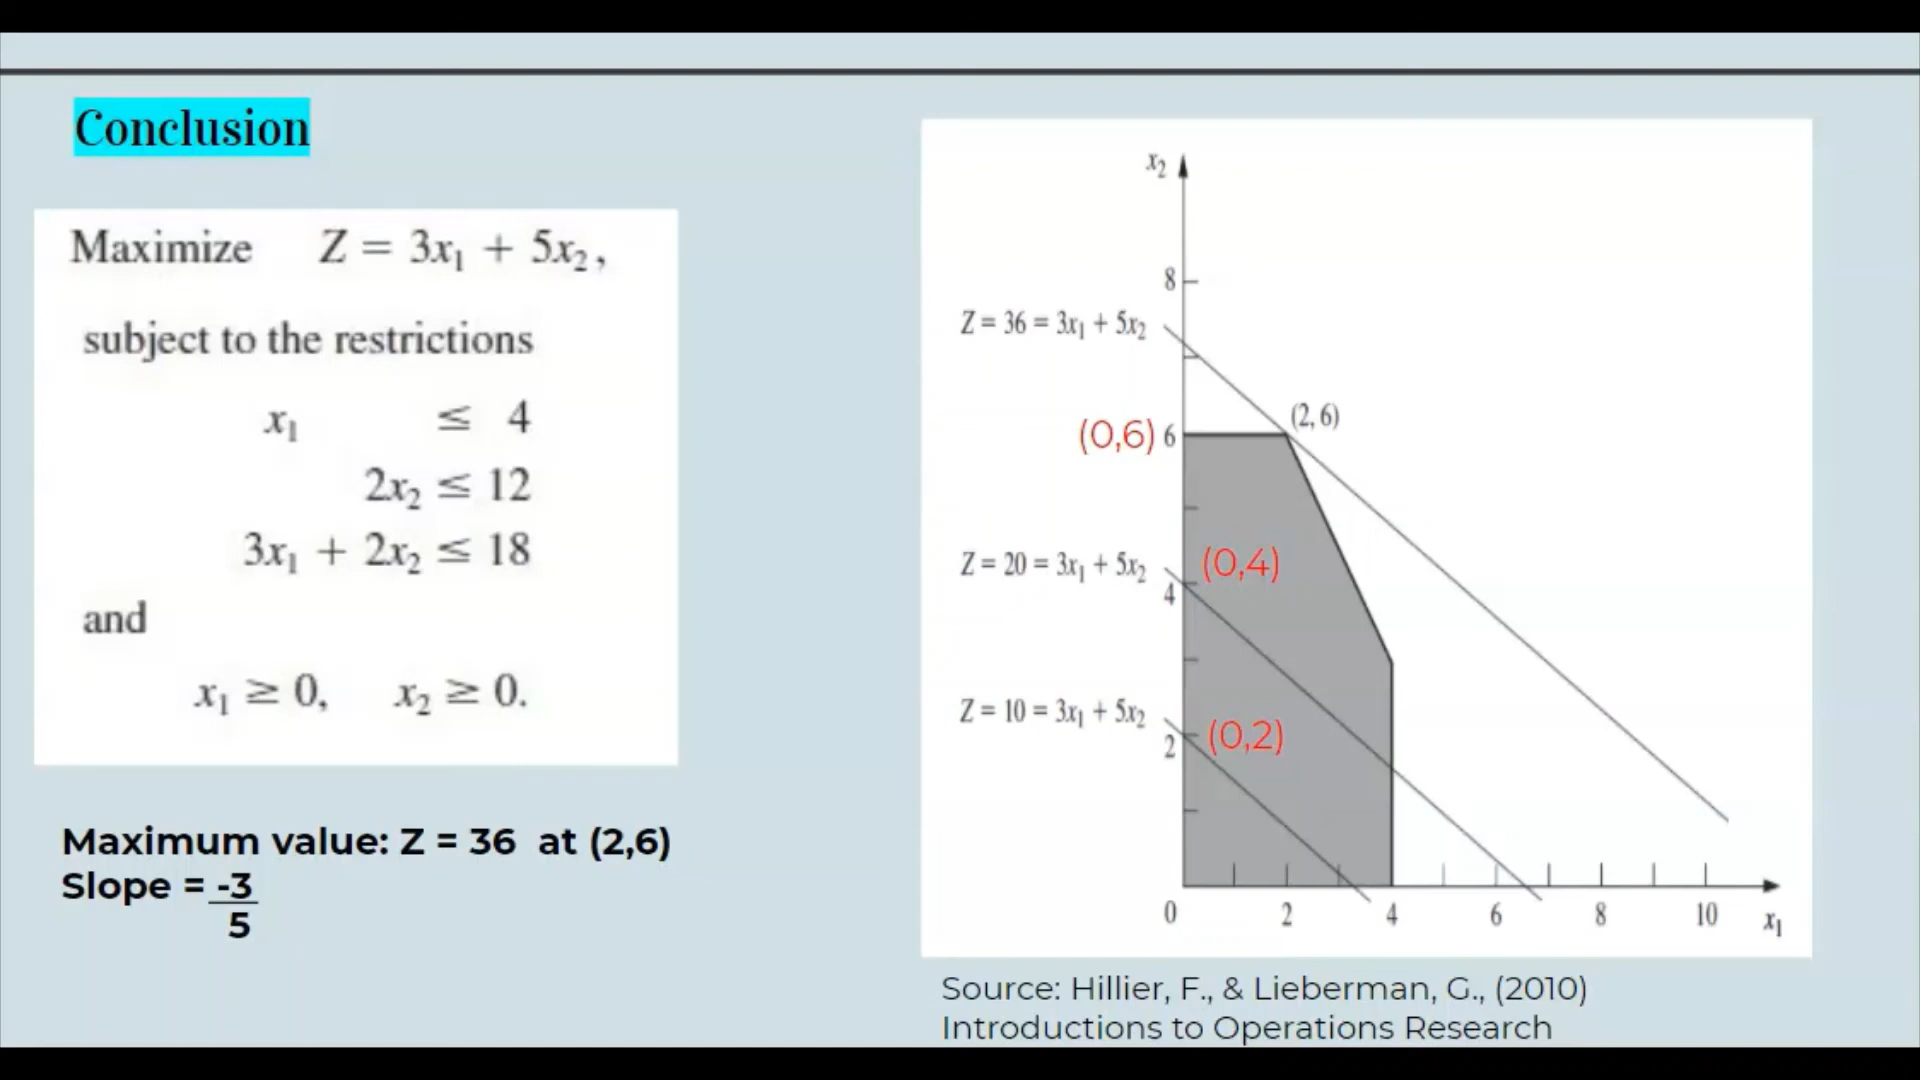 Conclusion
Maximize Z = 3x₁ + 5x₂,
subject to the restrictions
x₁ ≤ 4
2x₂ ≤ 12
3x₁ + 2x₂ ≤ 18
and
x₁ ≥ 0, x₂ ≥ 0.
Maximum value: Z = 36 at (2,6)
Slope = -3
5
x₂
8
Z = 36 = 3x₁ + 5x₂
(2, 6)
(0,6) 6
Z = 20 = 3x₁ + 5x₂
(0,4)
4
Z = 10 = 3x₁ + 5x₂
(0,2)
2
0 2 4 6 8 10 x₁
Source: Hillier, F., & Lieberman, G., (2010)
Introductions to Operations Research